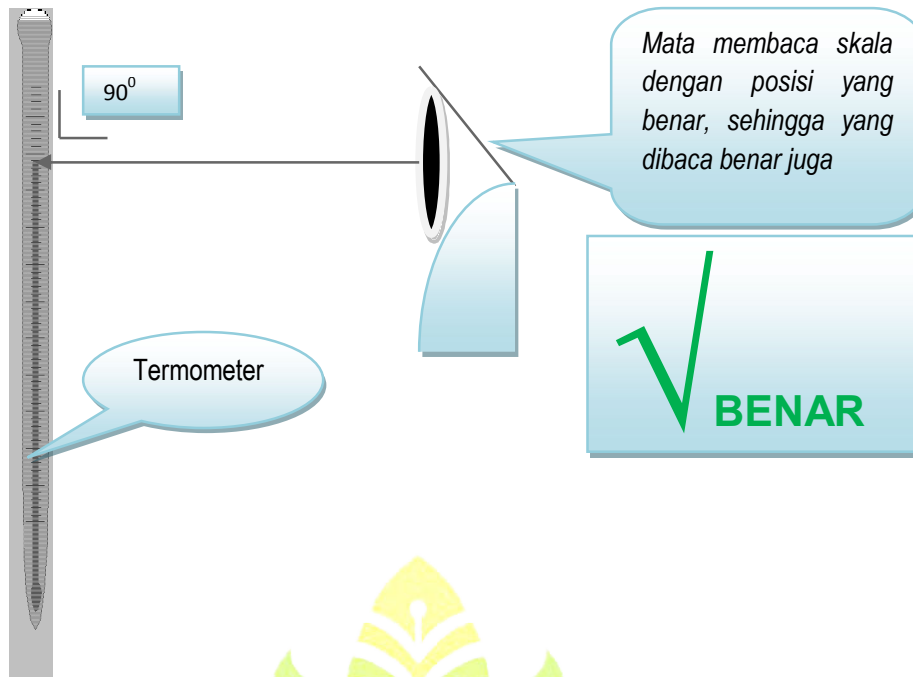 90⁰
Mata membaca skala
dengan posisi yang
benar, sehingga yang
dibaca benar juga
Termometer
BENAR